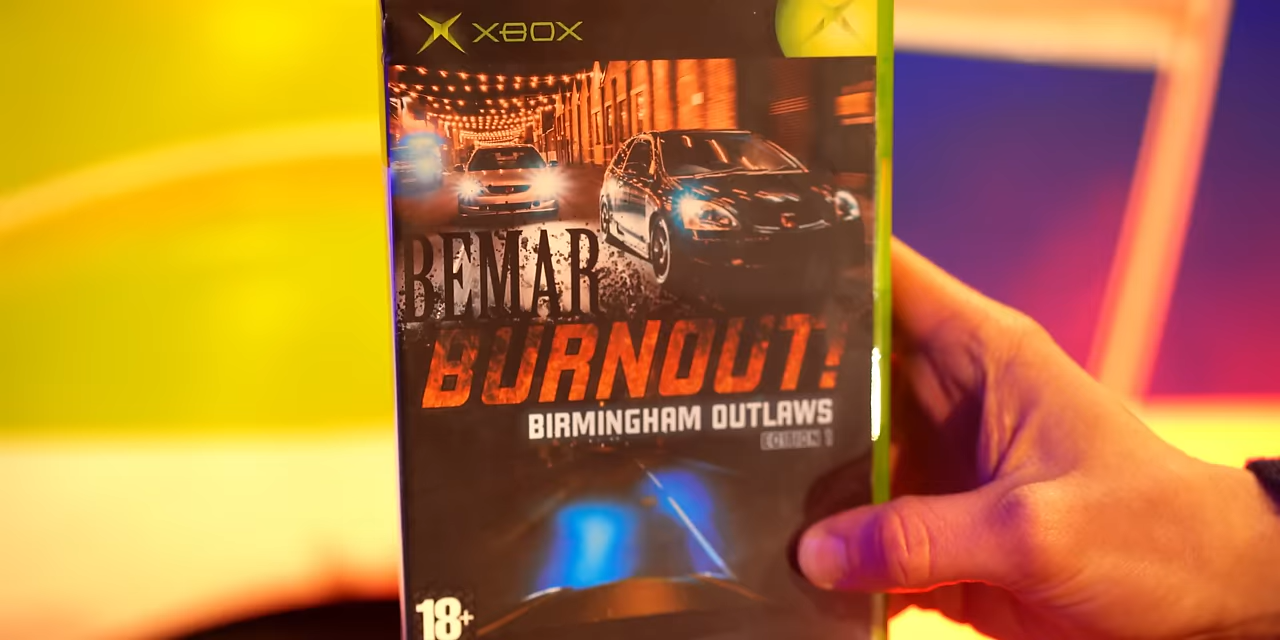 XBOX
BEMAR
BURNOUT!
BIRMINGHAM OUTLAWS
EDITION 1
18+